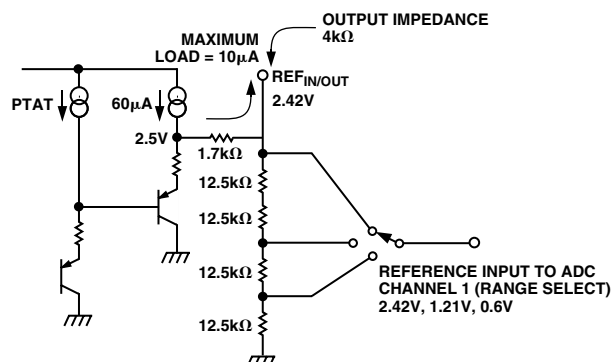 OUTPUT IMPEDANCE
4kΩ
MAXIMUM
LOAD = 10μA
REFIN/OUT
2.42V
PTAT
60μA
2.5V
1.7kΩ
12.5kΩ
12.5kΩ
12.5kΩ
12.5kΩ
REFERENCE INPUT TO ADC
CHANNEL 1 (RANGE SELECT)
2.42V, 1.21V, 0.6V